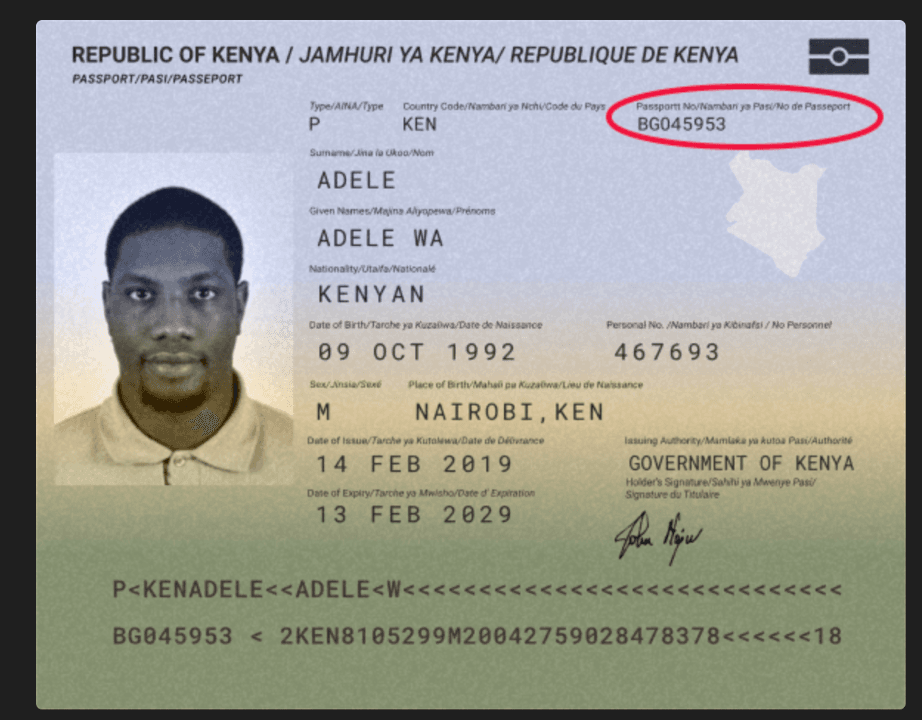 REPUBLIC OF KENYA / JAMHURI YA KENYA/ REPUBLIQUE DE KENYA
PASSPORT/PASI/PASSEPORT
Type/AINA/Type Country Code/Nambari ya Nchi/Code du Pays Passportt No/Nambari ya Pasi/No de Passeport
P KEN BG045953
Surname/Jina la Ukoo/Nom
ADELE
Given Names/Majina Aliyopewa/Prénoms
ADELE WA
Nationality/Utaifa/Nationalé
KENYAN
Date of Birth/Tarche ya Kuzaliwa/Date de Naissance Personal No. /Nambari ya Kibinafsi / No Personnel
09 OCT 1992 467693
Sex/Jinsia/Sexé Place of Birth/Mahali pa Kuzaliwa/Lieu de Naissance
M NAIROBI,KEN
Date of Issue/Tarche ya Kutolewa/Date de Délivrance Issuing Authority/Mamlaka ya kutoa Pasi/Authorité
14 FEB 2019 GOVERNMENT OF KENYA
Date of Expiry/Tarche ya Mwisho/Date d' Expiration Holder's Signature/Sahihi ya Mwenye Pasi/
Signature du Titulaire
13 FEB 2029
John
P<KENADELE<<ADELE<W<<<<<<<<<<<<<<<<<<<<<<<<<<<<<
BG045953 < 2KEN8105299M20042759028478378<<<<<<18